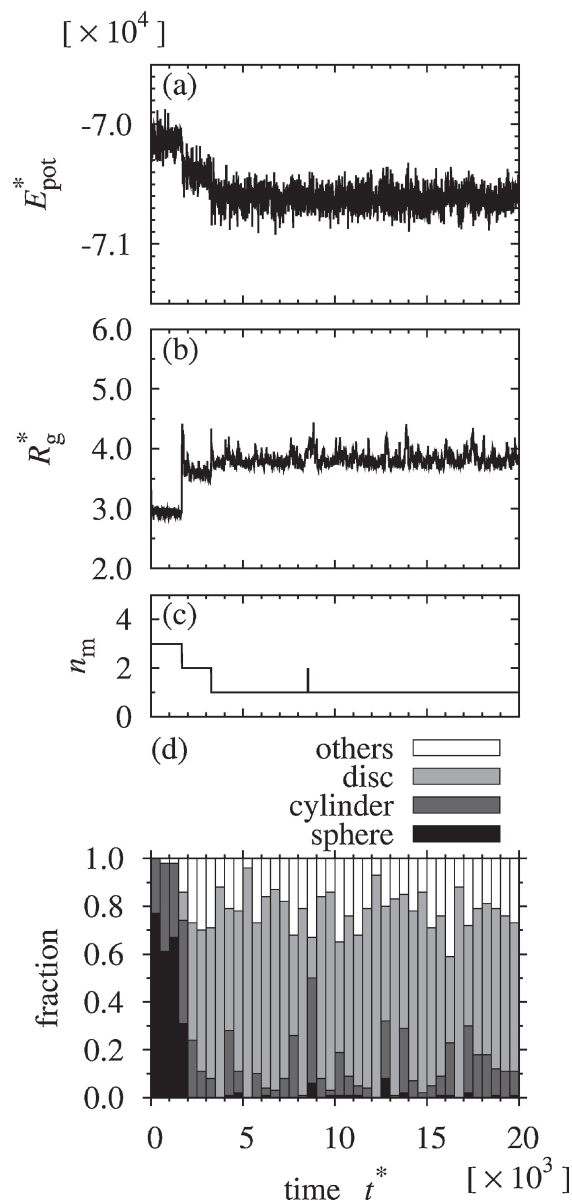 [ × 10⁴ ]
(a)
-7.0
E*pot
-7.1
6.0
(b)
5.0
R*g
4.0
3.0
2.0
(c)
4
nm
2
0
(d)
others
disc
cylinder
sphere
1.0
0.8
0.6
fraction
0.4
0.2
0.0
0 5 10 15 20
time t* [ × 10³ ]